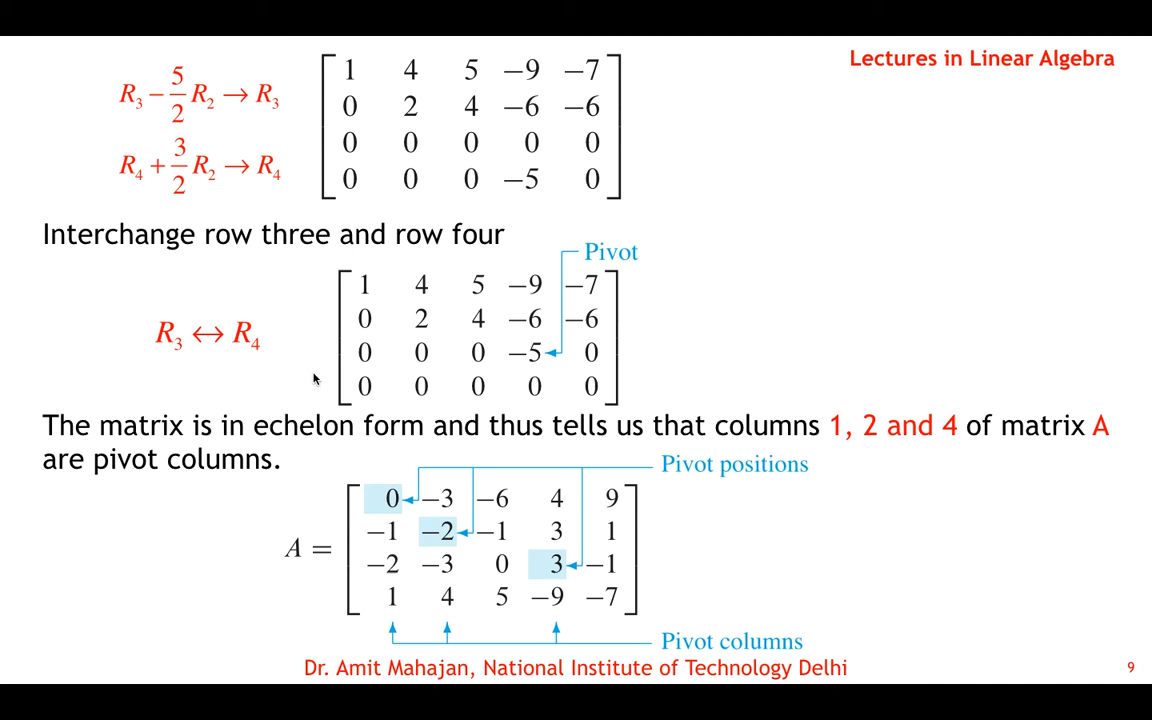 Lectures in Linear Algebra
R₃ − 5/2 R₂ → R₃
R₄ + 3/2 R₂ → R₄
1 4 5 −9 −7
0 2 4 −6 −6
0 0 0 0 0
0 0 0 −5 0
Interchange row three and row four
Pivot
R₃ ↔ R₄
1 4 5 −9 −7
0 2 4 −6 −6
0 0 0 −5 0
0 0 0 0 0
The matrix is in echelon form and thus tells us that columns 1, 2 and 4 of matrix A
are pivot columns.
Pivot positions
A =
0 −3 −6 4 9
−1 −2 −1 3 1
−2 −3 0 3 −1
1 4 5 −9 −7
Pivot columns
Dr. Amit Mahajan, National Institute of Technology Delhi
9